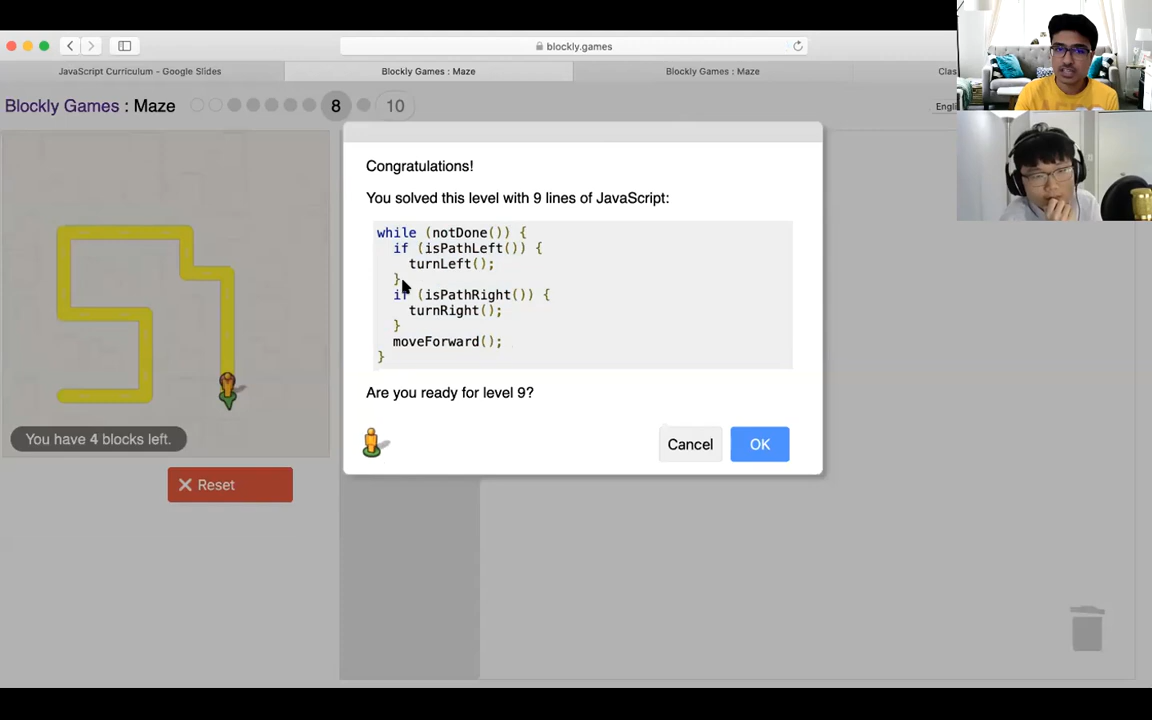 blockly.games
JavaScript Curriculum - Google Slides
Blockly Games : Maze
Blockly Games : Maze
Clas
Blockly Games : Maze
8
10
Engli
Congratulations!
You solved this level with 9 lines of JavaScript:
while (notDone()) {
if (isPathLeft()) {
turnLeft();
}
if (isPathRight()) {
turnRight();
}
moveForward();
}
Are you ready for level 9?
You have 4 blocks left.
Cancel
OK
Reset